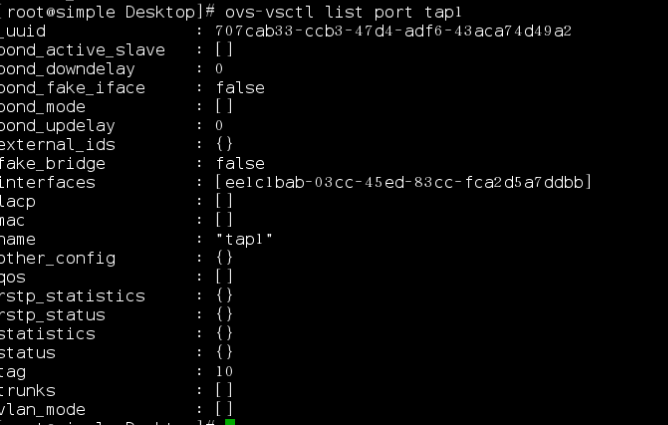 [root@simple Desktop]# ovs-vsctl list port tap1
_uuid : 707cab33-ccb3-47d4-adf6-43aca74d49a2
bond_active_slave : []
bond_downdelay : 0
bond_fake_iface : false
bond_mode : []
bond_updelay : 0
external_ids : {}
fake_bridge : false
interfaces : [ee1c1bab-03cc-45ed-83cc-fca2d5a7ddbb]
lacp : []
mac : []
name : "tap1"
other_config : {}
qos : []
rstp_statistics : {}
rstp_status : {}
statistics : {}
status : {}
tag : 10
trunks : []
vlan_mode : []
[root@simple Desktop]#